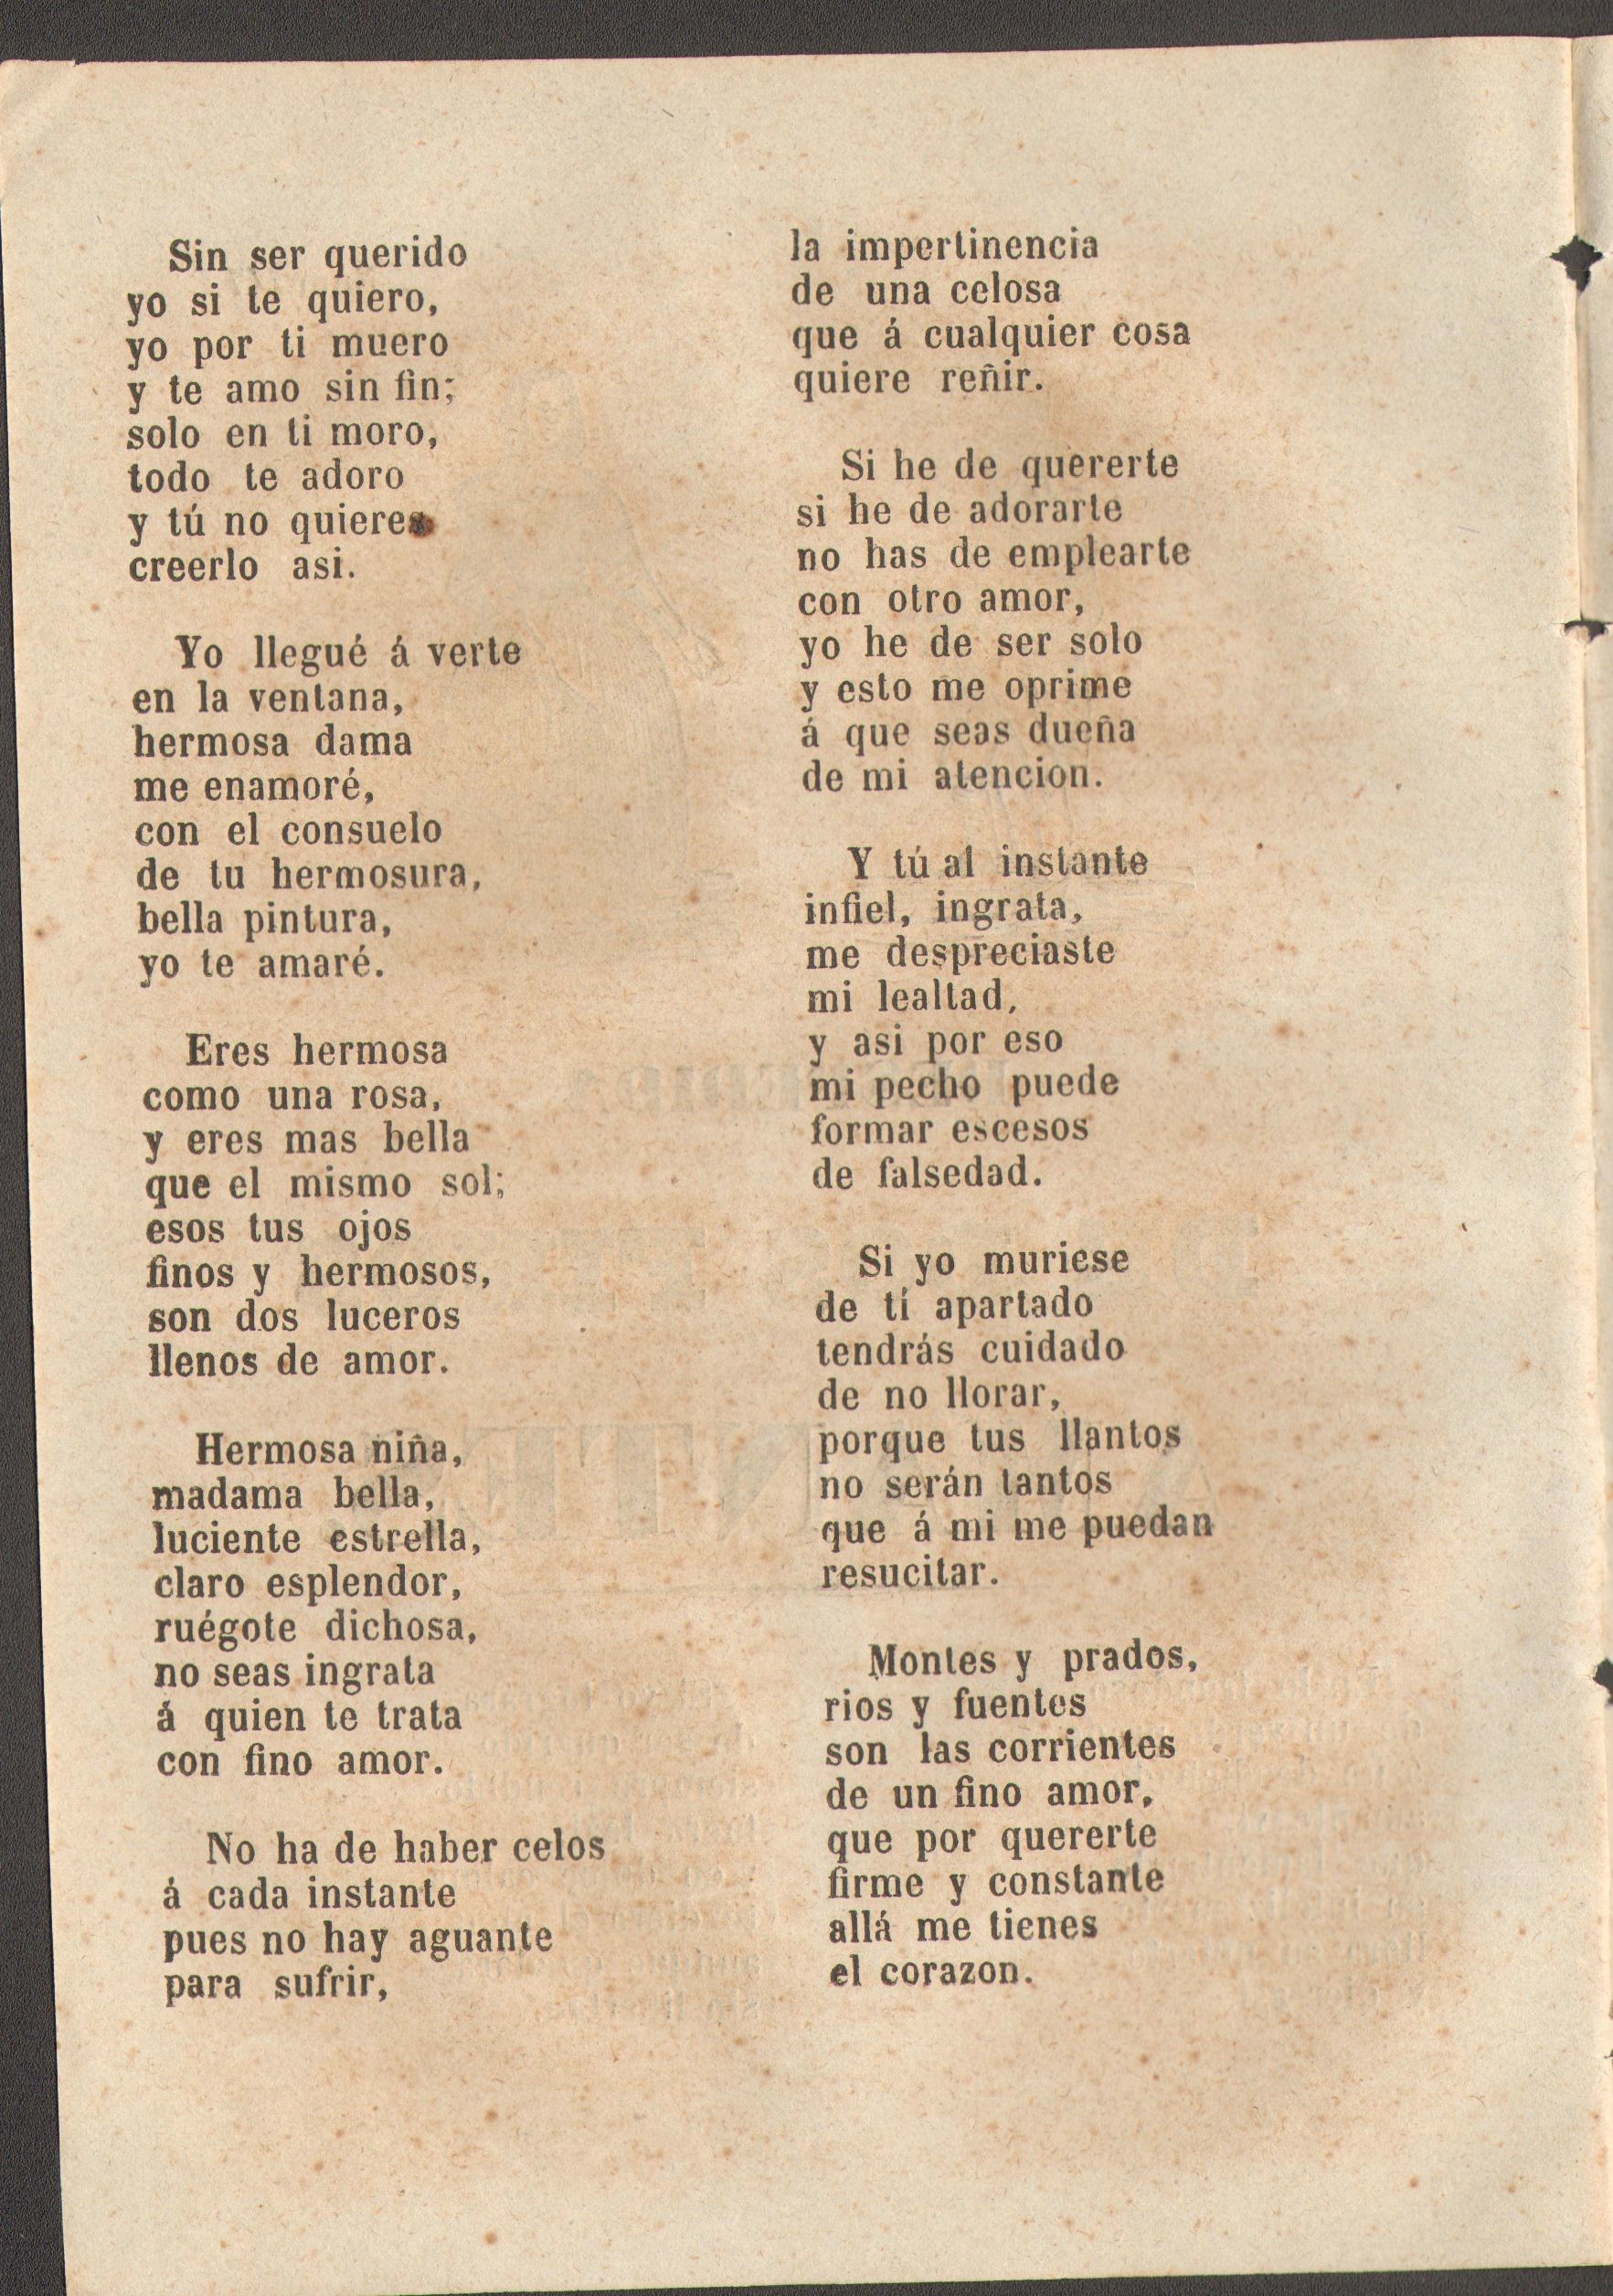 Sin ser querido
yo si te quiero,
yo por ti muero
y te amo sin fin;
solo en ti moro,
todo te adoro
y tú no quieres
creerlo asi.

Yo llegué á verte
en la ventana,
hermosa dama
me enamoré,
con el consuelo
de tu hermosura,
bella pintura,
yo te amaré.

Eres hermosa
como una rosa,
y eres mas bella
que el mismo sol;
esos tus ojos
finos y hermosos,
son dos luceros
llenos de amor.

Hermosa niña,
madama bella,
luciente estrella,
claro esplendor,
ruégote dichosa,
no seas ingrata
á quien te trata
con fino amor.

No ha de haber celos
á cada instante
pues no hay aguante
para sufrir,
la impertinencia
de una celosa
que á cualquier cosa
quiere reñir.

Si he de quererte
si he de adorarte
no has de emplearte
con otro amor,
yo he de ser solo
y esto me oprime
á que seas dueña
de mi atencion.

Y tú al instante
infiel, ingrata,
me despreciaste
mi lealtad,
y asi por eso
mi pecho puede
formar escesos
de falsedad.

Si yo muriese
de tí apartado
tendrás cuidado
de no llorar,
porque tus llantos
no serán tantos
que á mi me puedan
resucitar.

Montes y prados,
rios y fuentes
son las corrientes
de un fino amor,
que por quererte
firme y constante
allá me tienes
el corazon.